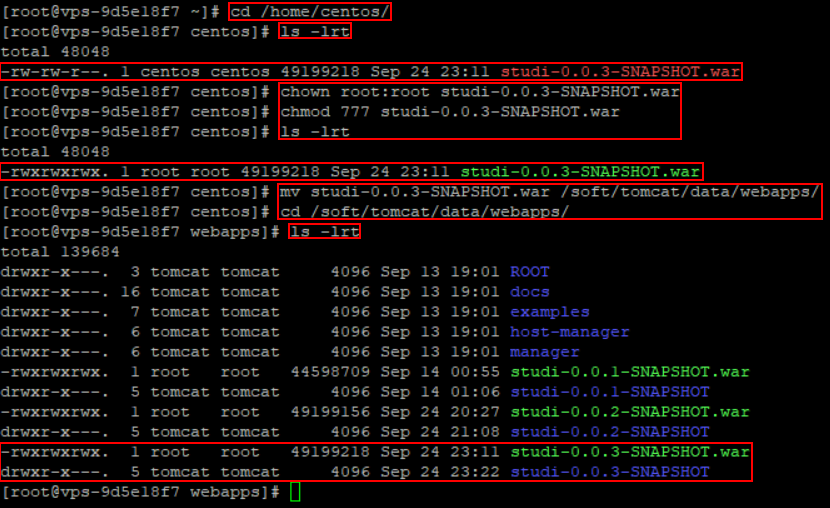 [root@vps-9d5e18f7 ~]# cd /home/centos/
[root@vps-9d5e18f7 centos]# ls -lrt
total 48048
-rw-rw-r--. 1 centos centos 49199218 Sep 24 23:11 studi-0.0.3-SNAPSHOT.war
[root@vps-9d5e18f7 centos]# chown root:root studi-0.0.3-SNAPSHOT.war
[root@vps-9d5e18f7 centos]# chmod 777 studi-0.0.3-SNAPSHOT.war
[root@vps-9d5e18f7 centos]# ls -lrt
total 48048
-rwxrwxrwx. 1 root root 49199218 Sep 24 23:11 studi-0.0.3-SNAPSHOT.war
[root@vps-9d5e18f7 centos]# mv studi-0.0.3-SNAPSHOT.war /soft/tomcat/data/webapps/
[root@vps-9d5e18f7 centos]# cd /soft/tomcat/data/webapps/
[root@vps-9d5e18f7 webapps]# ls -lrt
total 139684
drwxr-x---.  3 tomcat tomcat     4096 Sep 13 19:01 ROOT
drwxr-x---. 16 tomcat tomcat     4096 Sep 13 19:01 docs
drwxr-x---.  7 tomcat tomcat     4096 Sep 13 19:01 examples
drwxr-x---.  6 tomcat tomcat     4096 Sep 13 19:01 host-manager
drwxr-x---.  6 tomcat tomcat     4096 Sep 13 19:01 manager
-rwxrwxrwx.  1 root   root   44598709 Sep 14 00:55 studi-0.0.1-SNAPSHOT.war
drwxr-x---.  5 tomcat tomcat     4096 Sep 14 01:06 studi-0.0.1-SNAPSHOT
-rwxrwxrwx.  1 root   root   49199156 Sep 24 20:27 studi-0.0.2-SNAPSHOT.war
drwxr-x---.  5 tomcat tomcat     4096 Sep 24 21:08 studi-0.0.2-SNAPSHOT
-rwxrwxrwx.  1 root   root   49199218 Sep 24 23:11 studi-0.0.3-SNAPSHOT.war
drwxr-x---.  5 tomcat tomcat     4096 Sep 24 23:22 studi-0.0.3-SNAPSHOT
[root@vps-9d5e18f7 webapps]#